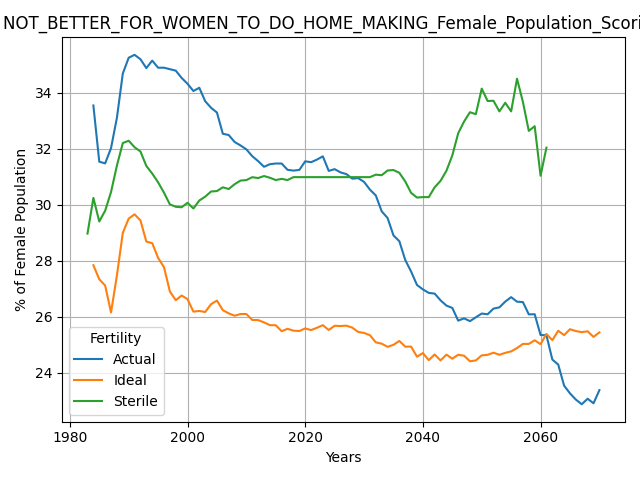 NOT_BETTER_FOR_WOMEN_TO_DO_HOME_MAKING_Female_Population_Scori
% of Female Population
34
32
30
28
26
24
Fertility
Actual
Ideal
Sterile
1980 2000 2020 2040 2060
Years